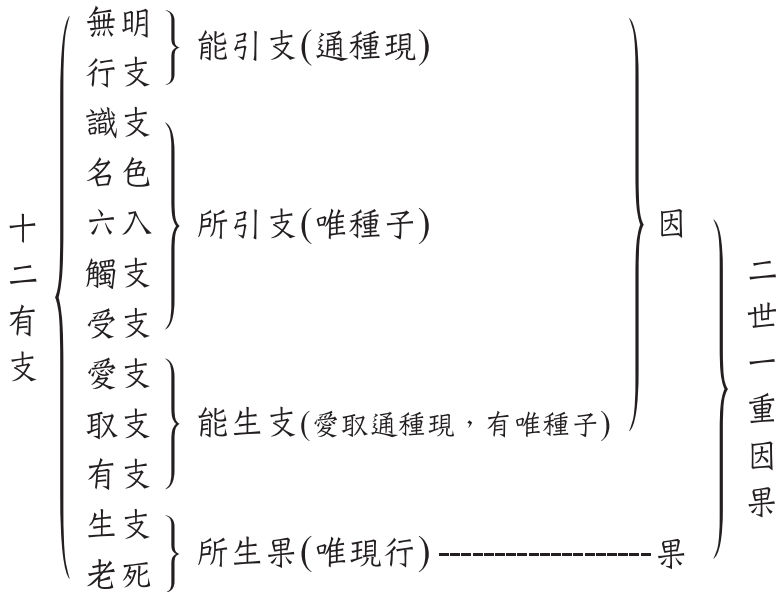 十二有支
無明
行支
能引支(通種現)
識支
名色
六入
觸支
受支
所引支(唯種子)
愛支
取支
有支
能生支(愛取通種現，有唯種子)
因
生支
老死
所生果(唯現行)
果
二世一重因果